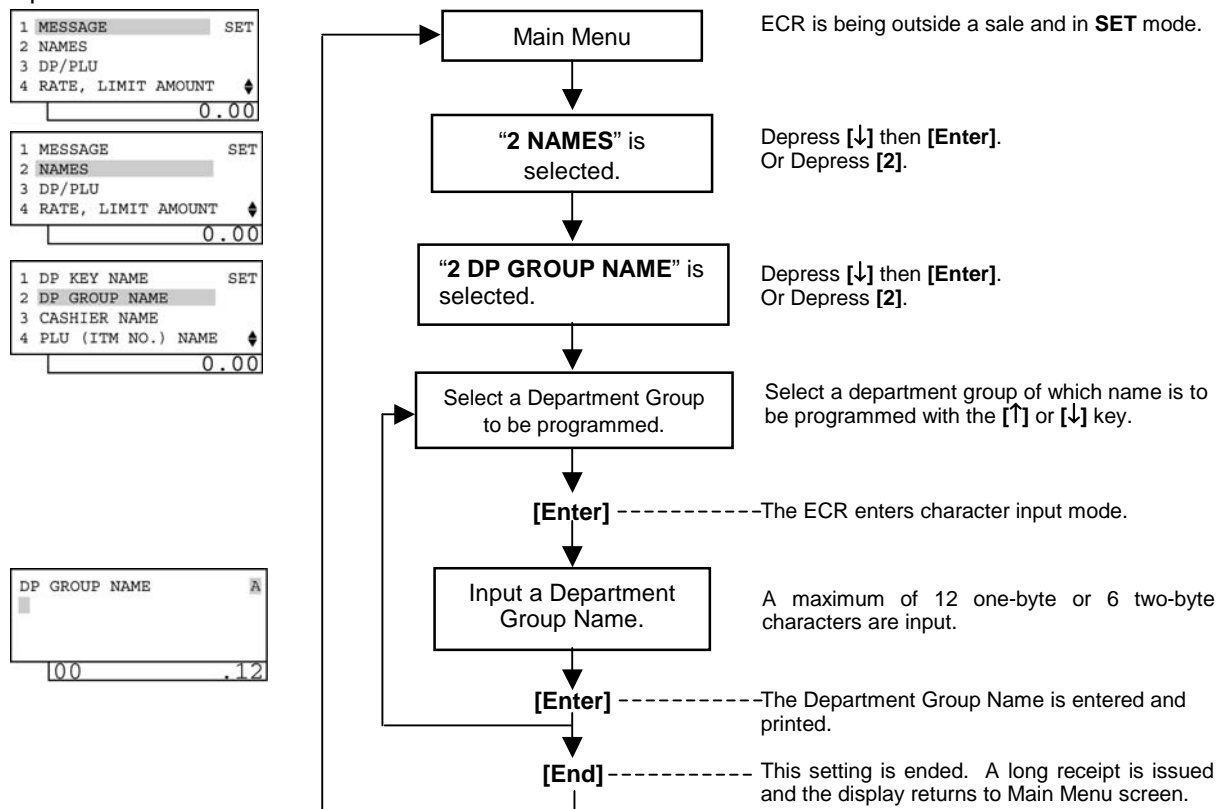 1 MESSAGE SET
2 NAMES
3 DP/PLU
4 RATE, LIMIT AMOUNT
0.00
Main Menu
ECR is being outside a sale and in SET mode.
1 MESSAGE SET
2 NAMES
3 DP/PLU
4 RATE, LIMIT AMOUNT
0.00
“2 NAMES” is
selected.
Depress [↓] then [Enter].
Or Depress [2].
1 DP KEY NAME SET
2 DP GROUP NAME
3 CASHIER NAME
4 PLU (ITM NO.) NAME
0.00
“2 DP GROUP NAME” is
selected.
Depress [↓] then [Enter].
Or Depress [2].
Select a Department Group
to be programmed.
Select a department group of which name is to
be programmed with the [↑] or [↓] key.
[Enter]
The ECR enters character input mode.
DP GROUP NAME A
00 .12
Input a Department
Group Name.
A maximum of 12 one-byte or 6 two-byte
characters are input.
[Enter]
The Department Group Name is entered and
printed.
[End]
This setting is ended. A long receipt is issued
and the display returns to Main Menu screen.